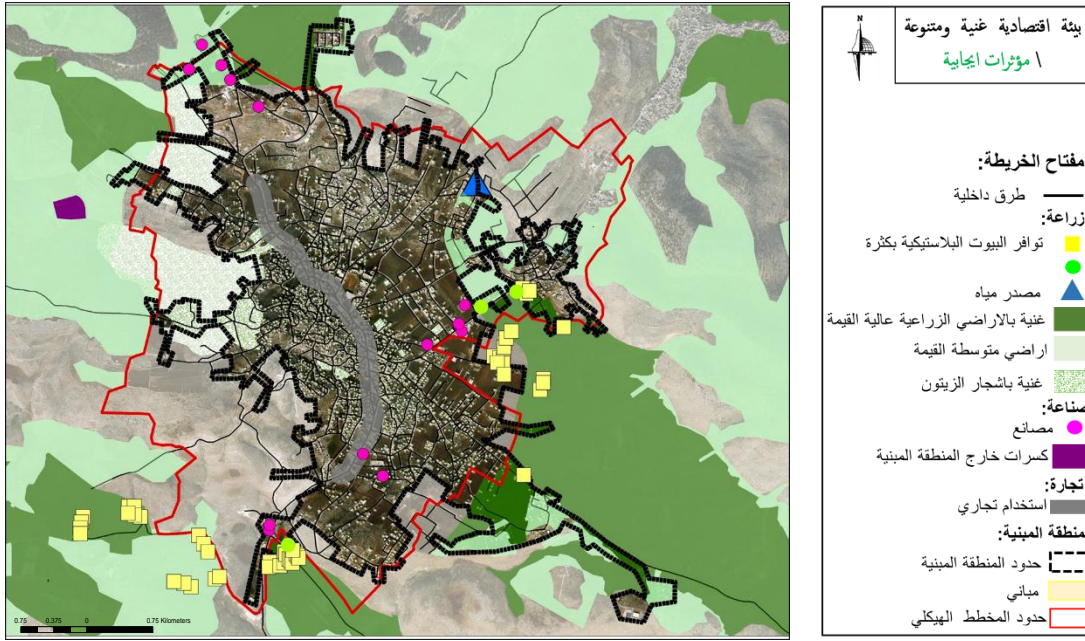 بيئة اقتصادية غنية ومتنوعة
\ مؤثرات ايجابية
N
مفتاح الخريطة:
طرق داخلية
زراعة:
توافر البيوت البلاستيكية بكثرة
مصدر مياه
غنية بالاراضي الزراعية عالية القيمة
اراضي متوسطة القيمة
غنية باشجار الزيتون
صناعة:
مصانع
كسرات خارج المنطقة المبنية
تجارة:
استخدام تجاري
منطقة المبنية:
حدود المنطقة المبنية
مباني
حدود المخطط الهيكلي
0.75 0.375 0 0.75 Kilometers